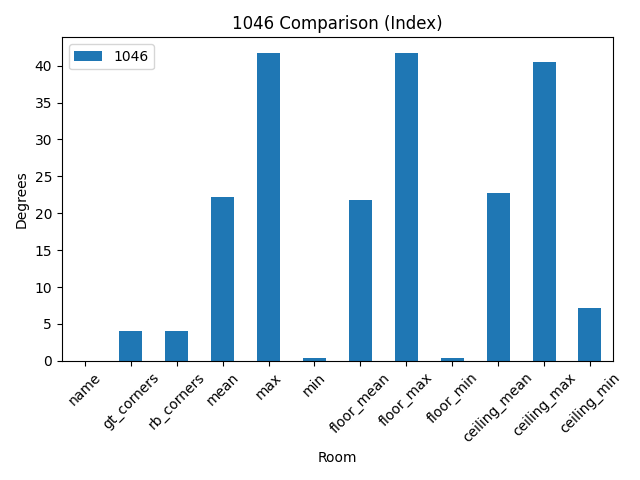 1046 Comparison (Index)
1046
Degrees
40
35
30
25
20
15
10
5
0
name
gt_corners
rb_corners
mean
max
min
floor_mean
floor_max
floor_min
ceiling_mean
ceiling_max
ceiling_min
Room